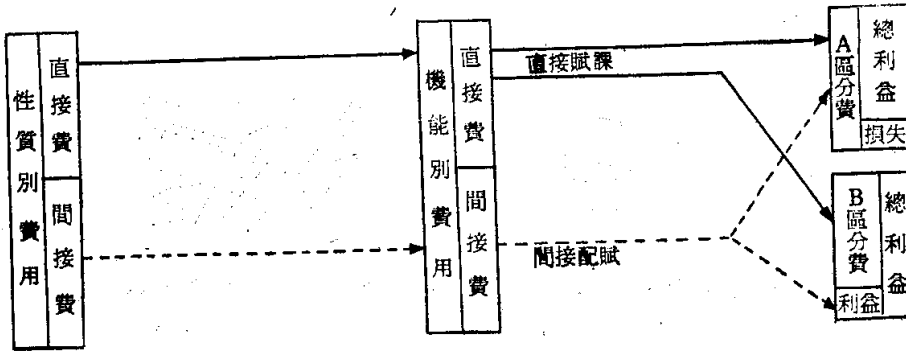 性質別費用
直接費
間接費
機能別費用
直接費
間接費
直接賦課
間接配賦
A區分費
總利益
損失
B區分費
總利益
利益